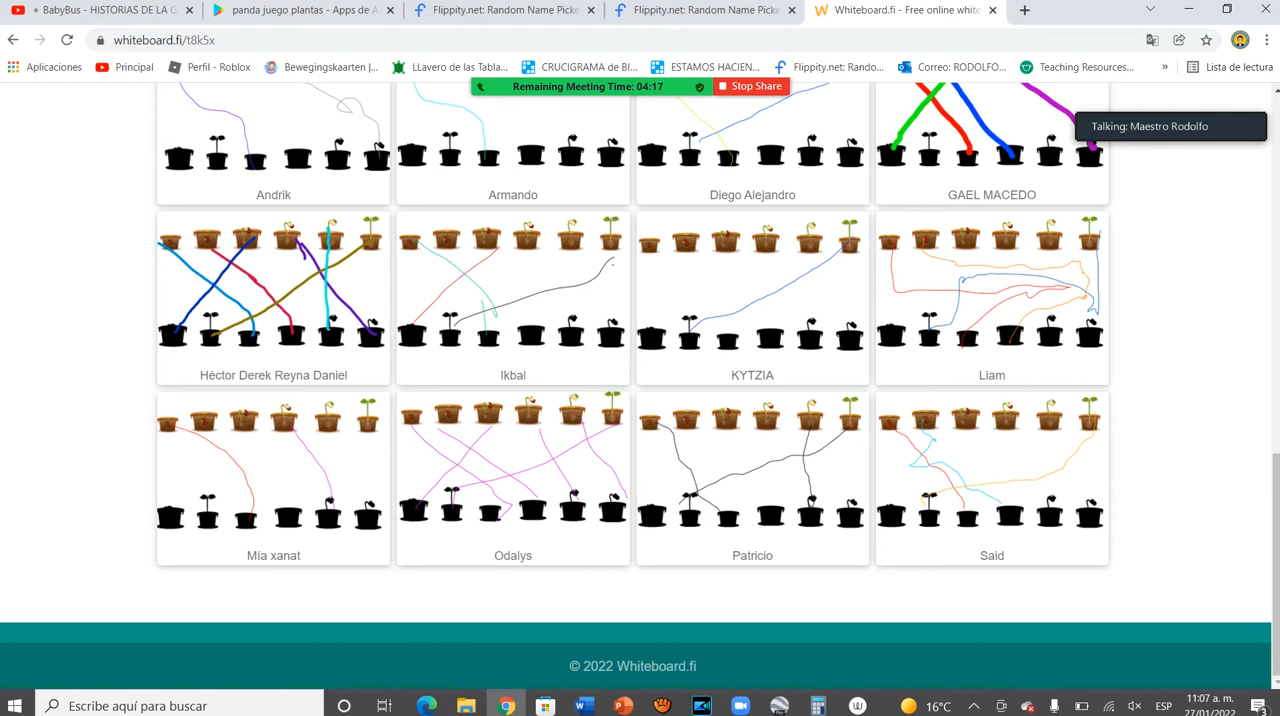 BabyBus - HISTORIAS DE LA G
panda juego plantas - Apps de A
Flippity.net: Random Name Picke
Flippity.net: Random Name Picke
Whiteboard.fi - Free online white
whiteboard.fi/t8k5x
Aplicaciones
Principal
Perfil - Roblox
Bewegingskaarten |...
Llavero de las Tabla...
CRUCIGRAMA de BI...
ESTAMOS HACIEN...
Flippity.net: Rando...
Correo: RODOLFO...
Teaching Resources...
»
Lista de lectura
Remaining Meeting Time: 04:17
Stop Share
Talking: Maestro Rodolfo
Andrik
Armando
Diego Alejandro
GAEL MACEDO
Héctor Derek Reyna Daniel
Ikbal
KYTZIA
Liam
Mía xanat
Odalys
Patricio
Said
© 2022 Whiteboard.fi
Escribe aquí para buscar
16°C
ESP
11:07 a. m.
27/01/2022
3